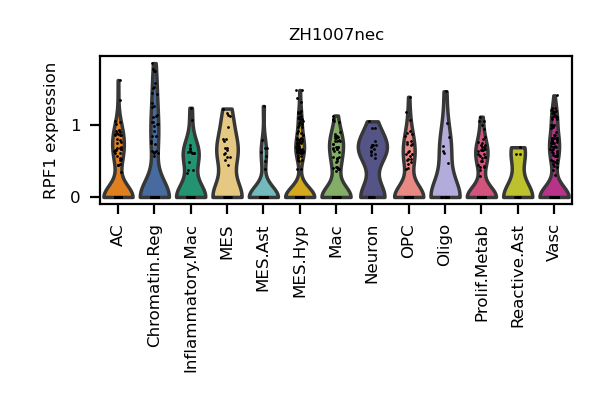 ZH1007nec
RPF1 expression
1
0
AC
Chromatin.Reg
Inflammatory.Mac
MES
MES.Ast
MES.Hyp
Mac
Neuron
OPC
Oligo
Prolif.Metab
Reactive.Ast
Vasc